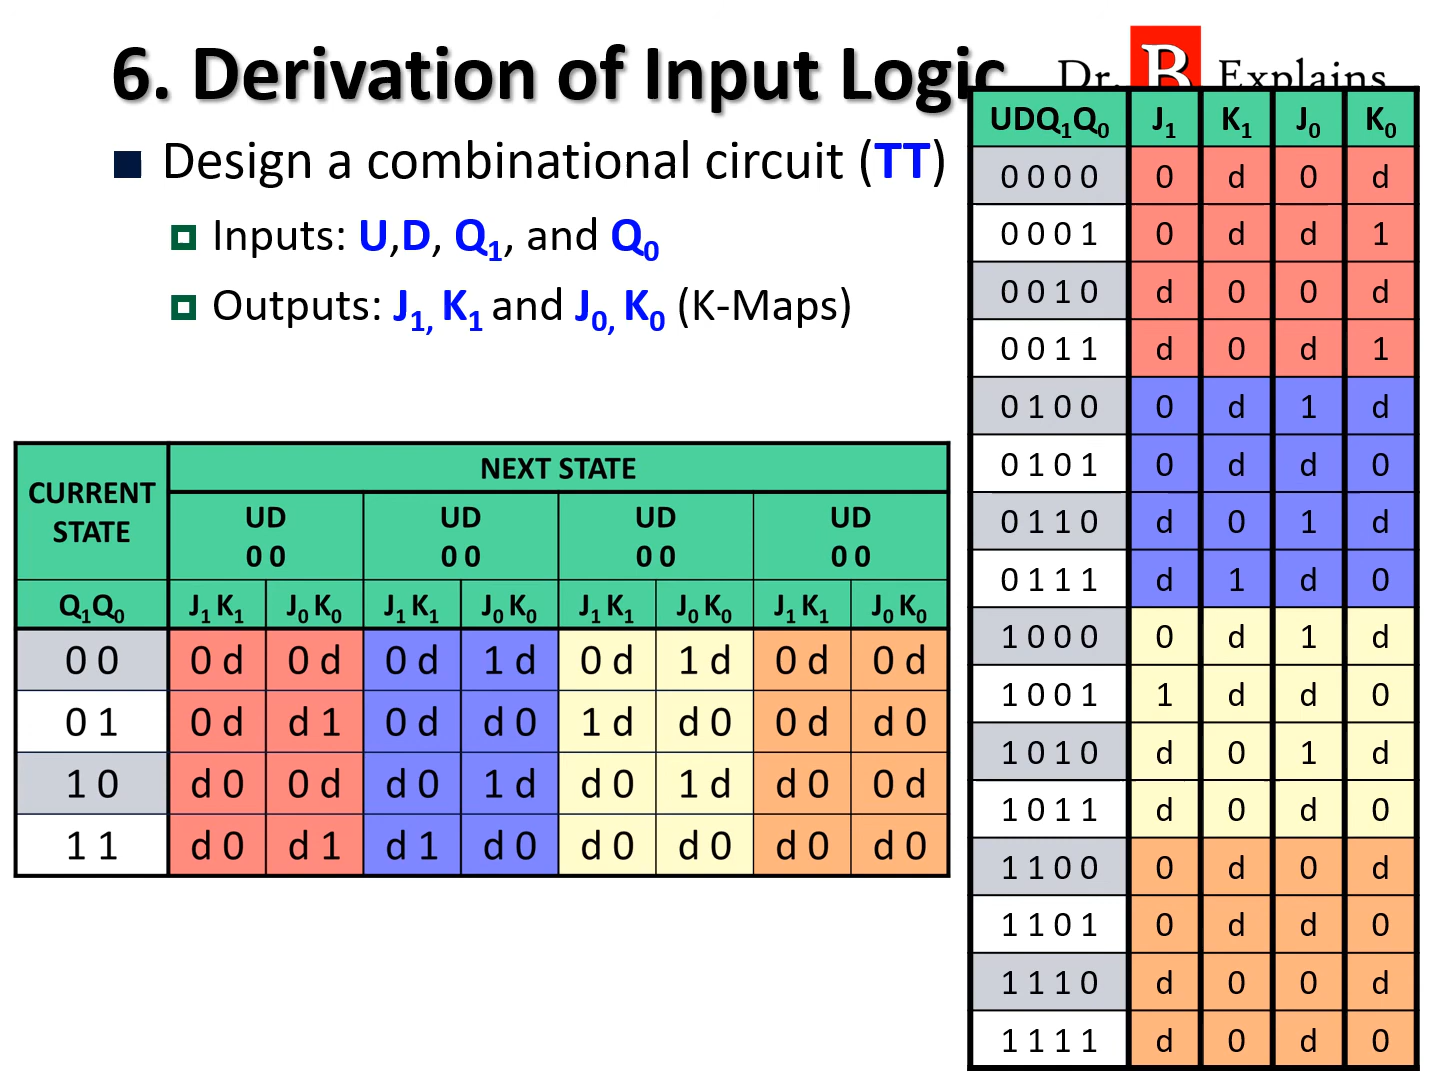 6. Derivation of Input Logic
Dr. B Explains
Design a combinational circuit (TT)
Inputs: U,D, Q1, and Q0
Outputs: J1, K1 and J0, K0 (K-Maps)
CURRENT STATE NEXT STATE
UD 0 0 UD 0 0 UD 0 0 UD 0 0
Q1Q0 J1 K1 J0 K0 J1 K1 J0 K0 J1 K1 J0 K0 J1 K1 J0 K0
0 0 0 d 0 d 0 d 1 d 0 d 1 d 0 d 0 d
0 1 0 d d 1 0 d d 0 1 d d 0 0 d d 0
1 0 d 0 0 d d 0 1 d d 0 1 d d 0 0 d
1 1 d 0 d 1 d 1 d 0 d 0 d 0 d 0 d 0
UDQ1Q0 J1 K1 J0 K0
0 0 0 0 0 d 0 d
0 0 0 1 0 d d 1
0 0 1 0 d 0 0 d
0 0 1 1 d 0 d 1
0 1 0 0 0 d 1 d
0 1 0 1 0 d d 0
0 1 1 0 d 0 1 d
0 1 1 1 d 1 d 0
1 0 0 0 0 d 1 d
1 0 0 1 1 d d 0
1 0 1 0 d 0 1 d
1 0 1 1 d 0 d 0
1 1 0 0 0 d 0 d
1 1 0 1 0 d d 0
1 1 1 0 d 0 0 d
1 1 1 1 d 0 d 0